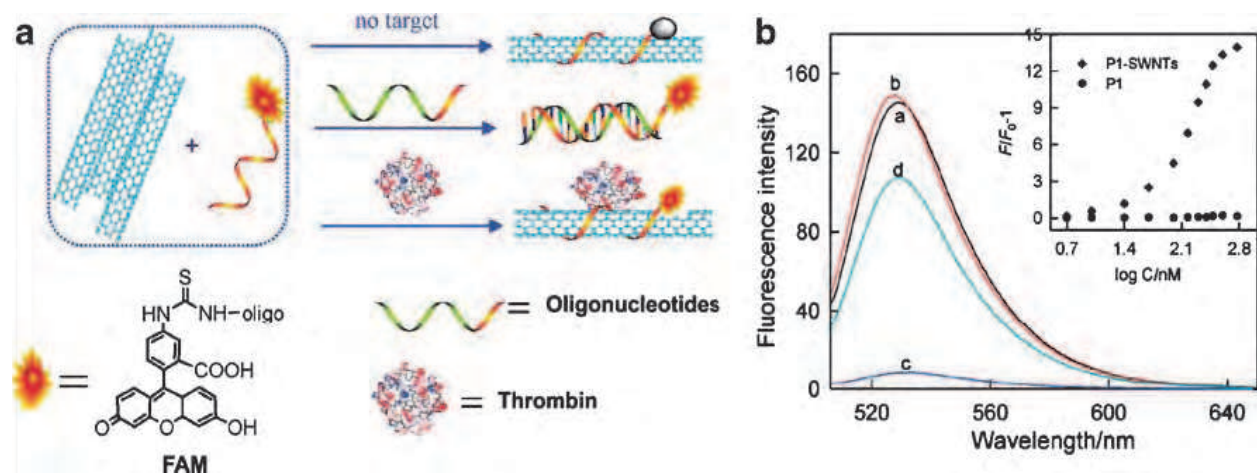 a
no target
+
S
HN
NH-oligo
COOH
O
O
OH
FAM
= Oligonucleotides
= Thrombin
=
b
Fluorescence intensity
160
120
80
40
0
b
a
d
c
520
560
600
640
Wavelength/nm
F/F0-1
15
12
9
6
3
0
P1-SWNTs
P1
0.7
1.4
2.1
2.8
log C/nM